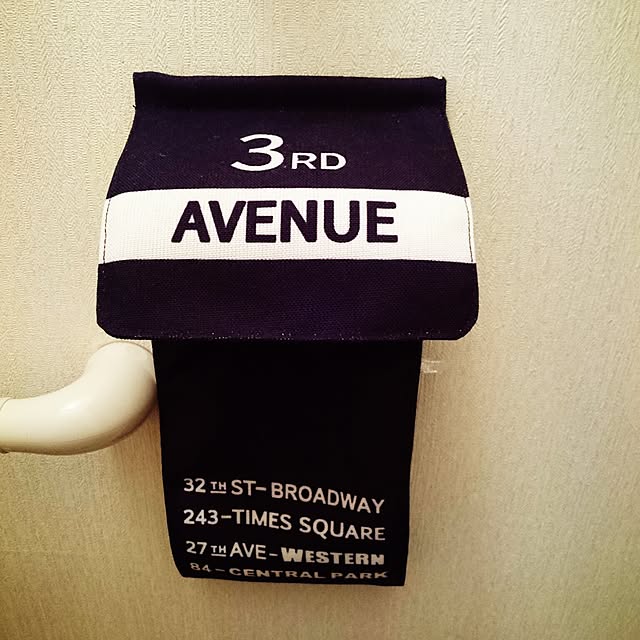 3RD
AVENUE
32TH ST-BROADWAY
243-TIMES SQUARE
27TH AVE-WESTERN
84-CENTRAL PARK